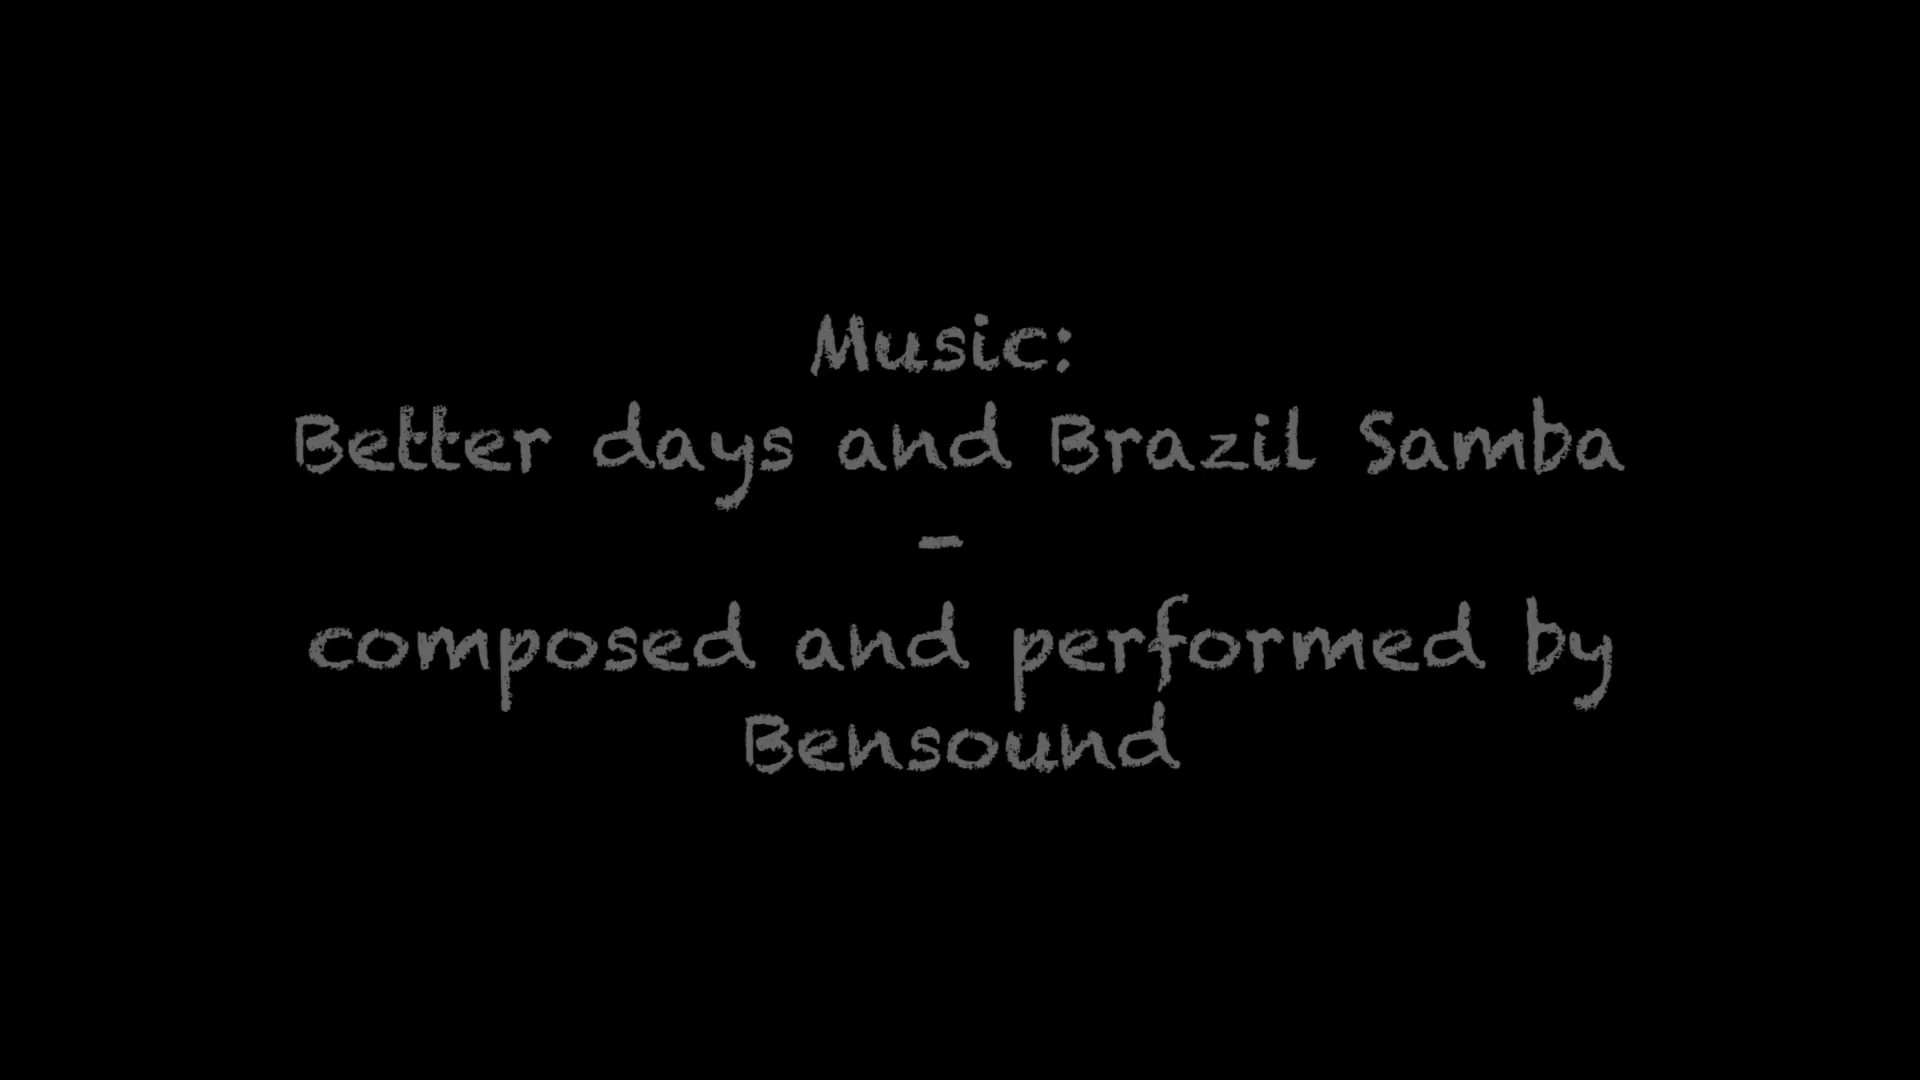 Music:
Better days and Brazil Samba
-
composed and performed by
Bensound